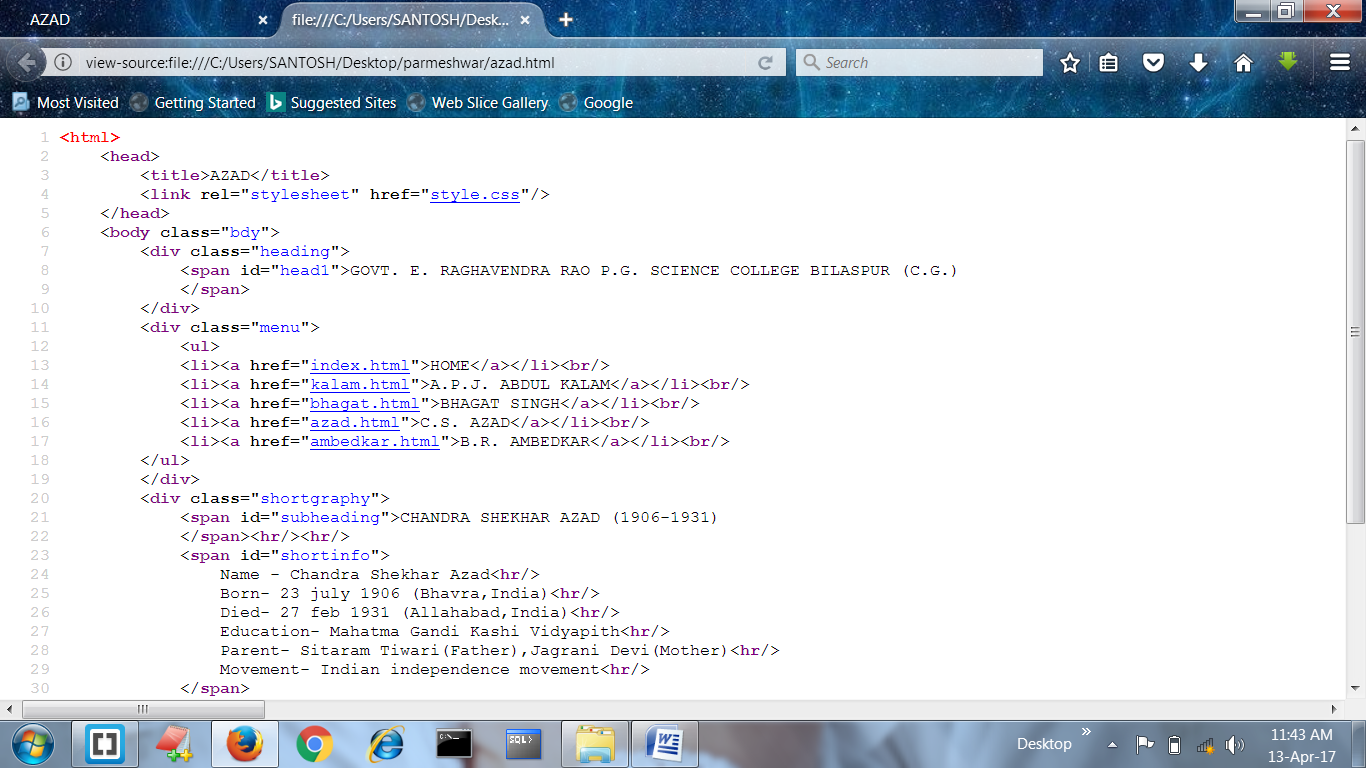 AZAD
file:///C:/Users/SANTOSH/Desk...
view-source:file:///C:/Users/SANTOSH/Desktop/parmeshwar/azad.html
Search
Most Visited Getting Started Suggested Sites Web Slice Gallery Google
1 <html>
2 <head>
3 <title>AZAD</title>
4 <link rel="stylesheet" href="style.css"/>
5 </head>
6 <body class="bdy">
7 <div class="heading">
8 <span id="head1">GOVT. E. RAGHAVENDRA RAO P.G. SCIENCE COLLEGE BILASPUR (C.G.)
9 </span>
10 </div>
11 <div class="menu">
12 <ul>
13 <li><a href="index.html">HOME</a></li><br/>
14 <li><a href="kalam.html">A.P.J. ABDUL KALAM</a></li><br/>
15 <li><a href="bhagat.html">BHAGAT SINGH</a></li><br/>
16 <li><a href="azad.html">C.S. AZAD</a></li><br/>
17 <li><a href="ambedkar.html">B.R. AMBEDKAR</a></li><br/>
18 </ul>
19 </div>
20 <div class="shortgraphy">
21 <span id="subheading">CHANDRA SHEKHAR AZAD (1906-1931)
22 </span><hr/><hr/>
23 <span id="shortinfo">
24 Name - Chandra Shekhar Azad<hr/>
25 Born- 23 july 1906 (Bhavra,India)<hr/>
26 Died- 27 feb 1931 (Allahabad,India)<hr/>
27 Education- Mahatma Gandi Kashi Vidyapith<hr/>
28 Parent- Sitaram Tiwari(Father),Jagrani Devi(Mother)<hr/>
29 Movement- Indian independence movement<hr/>
30 </span>
C:\_
SQL>
Desktop »
11:43 AM
13-Apr-17